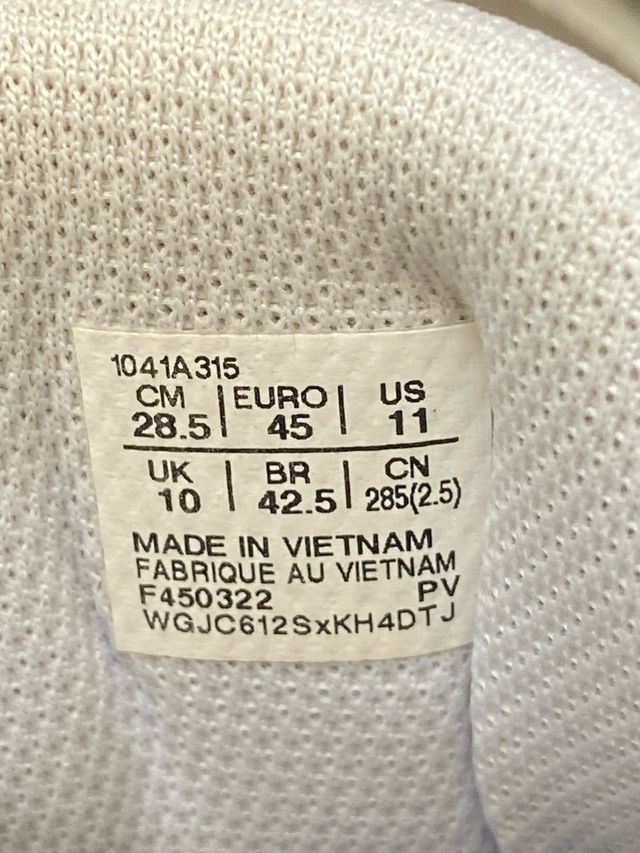 1041A315
CM | EURO | US
28.5 | 45 | 11
UK | BR | CN
10 | 42.5 | 285(2.5)
MADE IN VIETNAM
FABRIQUE AU VIETNAM
F450322 PV
WGJC612SxKH4DTJ